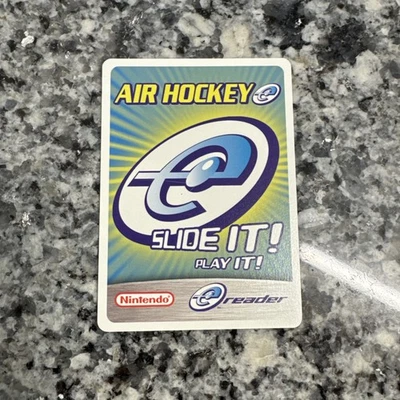 AIR HOCKEY e
SLIDE IT!
PLAY IT!
Nintendo e reader